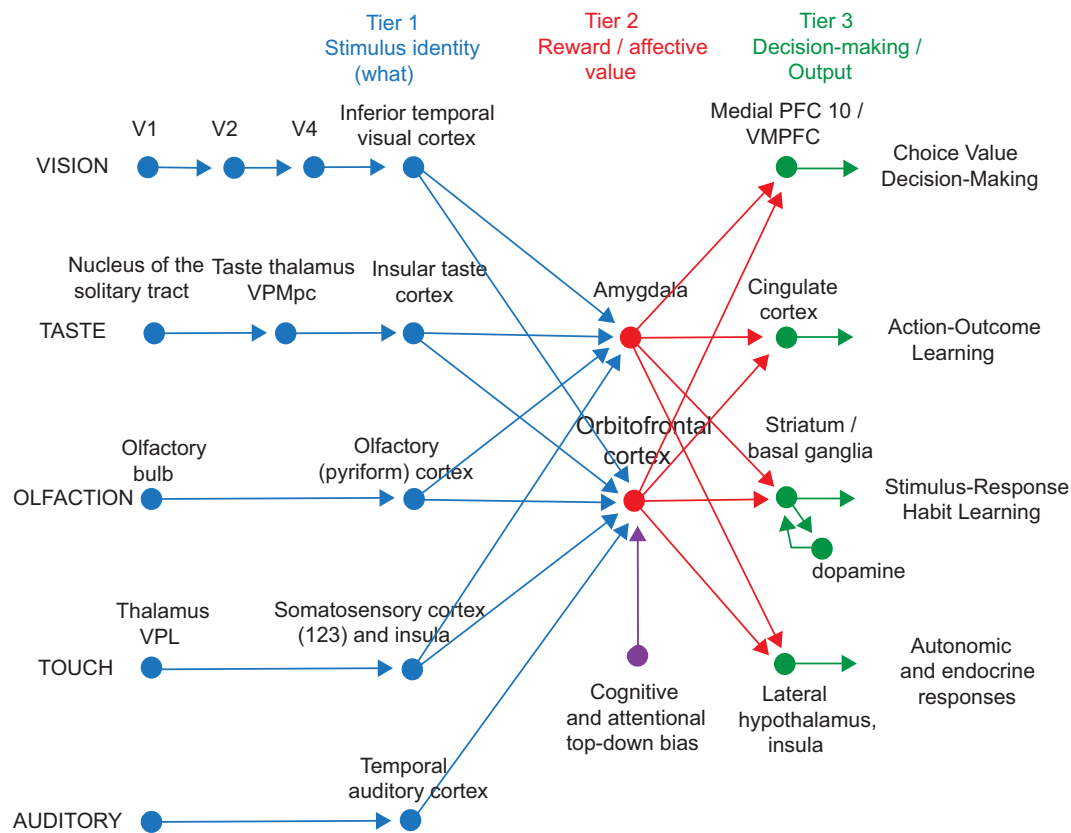 Tier 1
Stimulus identity
(what)
Tier 2
Reward / affective
value
Tier 3
Decision-making /
Output
V1
V2
V4
Inferior temporal
visual cortex
Medial PFC 10 /
VMPFC
VISION
Choice Value
Decision-Making
Nucleus of the
solitary tract
Taste thalamus
VPMpc
Insular taste
cortex
Amygdala
Cingulate
cortex
TASTE
Action-Outcome
Learning
Olfactory
bulb
Olfactory
(pyriform) cortex
Orbitofrontal
cortex
Striatum /
basal ganglia
OLFACTION
Stimulus-Response
Habit Learning
dopamine
Thalamus
VPL
Somatosensory cortex
(123) and insula
TOUCH
Cognitive
and attentional
top-down bias
Lateral
hypothalamus,
insula
Autonomic
and endocrine
responses
Temporal
auditory cortex
AUDITORY